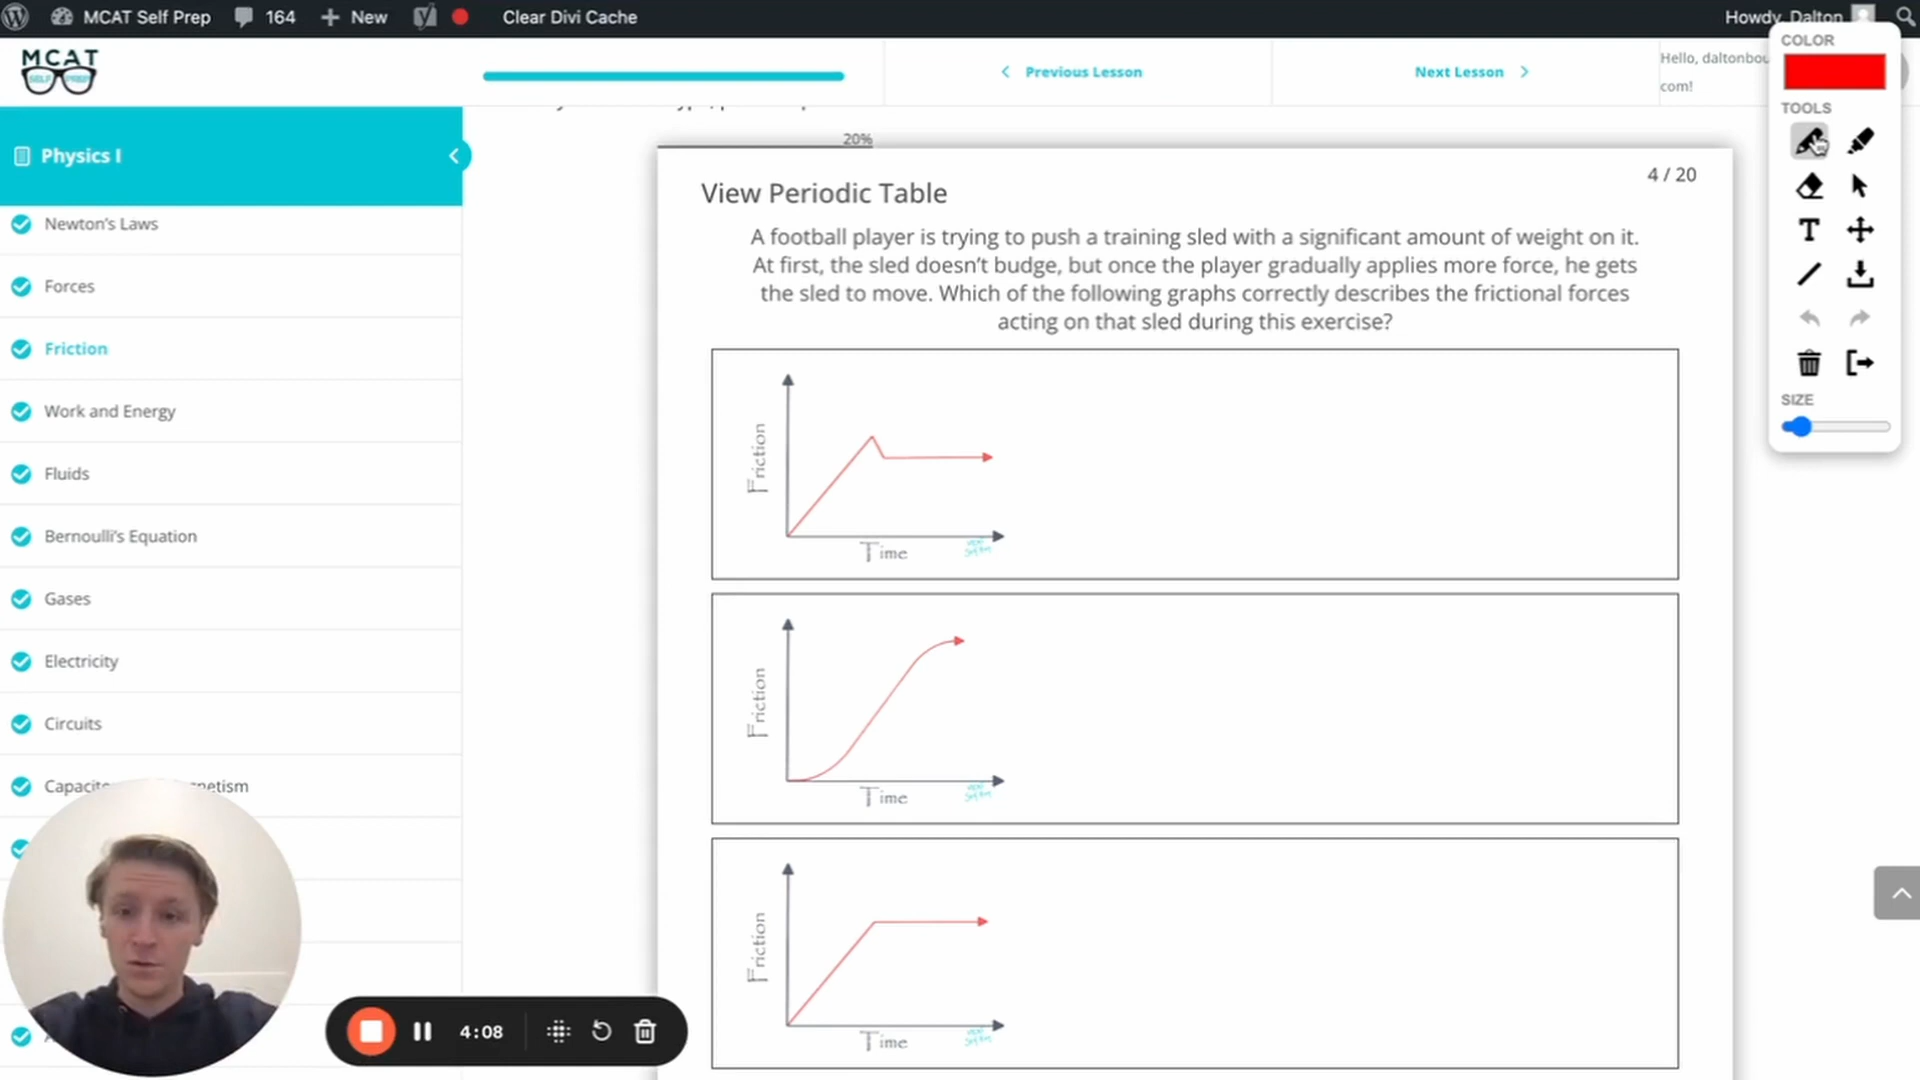 MCAT Self Prep
164
New
Clear Divi Cache
Howdy, Dalton
MCAT
SELF PREP
Previous Lesson
Next Lesson
Hello, daltonbou
com!
COLOR
TOOLS
SIZE
Physics I
Newton's Laws
Forces
Friction
Work and Energy
Fluids
Bernoulli's Equation
Gases
Electricity
Circuits
20%
4 / 20
View Periodic Table
A football player is trying to push a training sled with a significant amount of weight on it.
At first, the sled doesn't budge, but once the player gradually applies more force, he gets
the sled to move. Which of the following graphs correctly describes the frictional forces
acting on that sled during this exercise?
Friction
Time
Friction
Time
Friction
Time
4:08